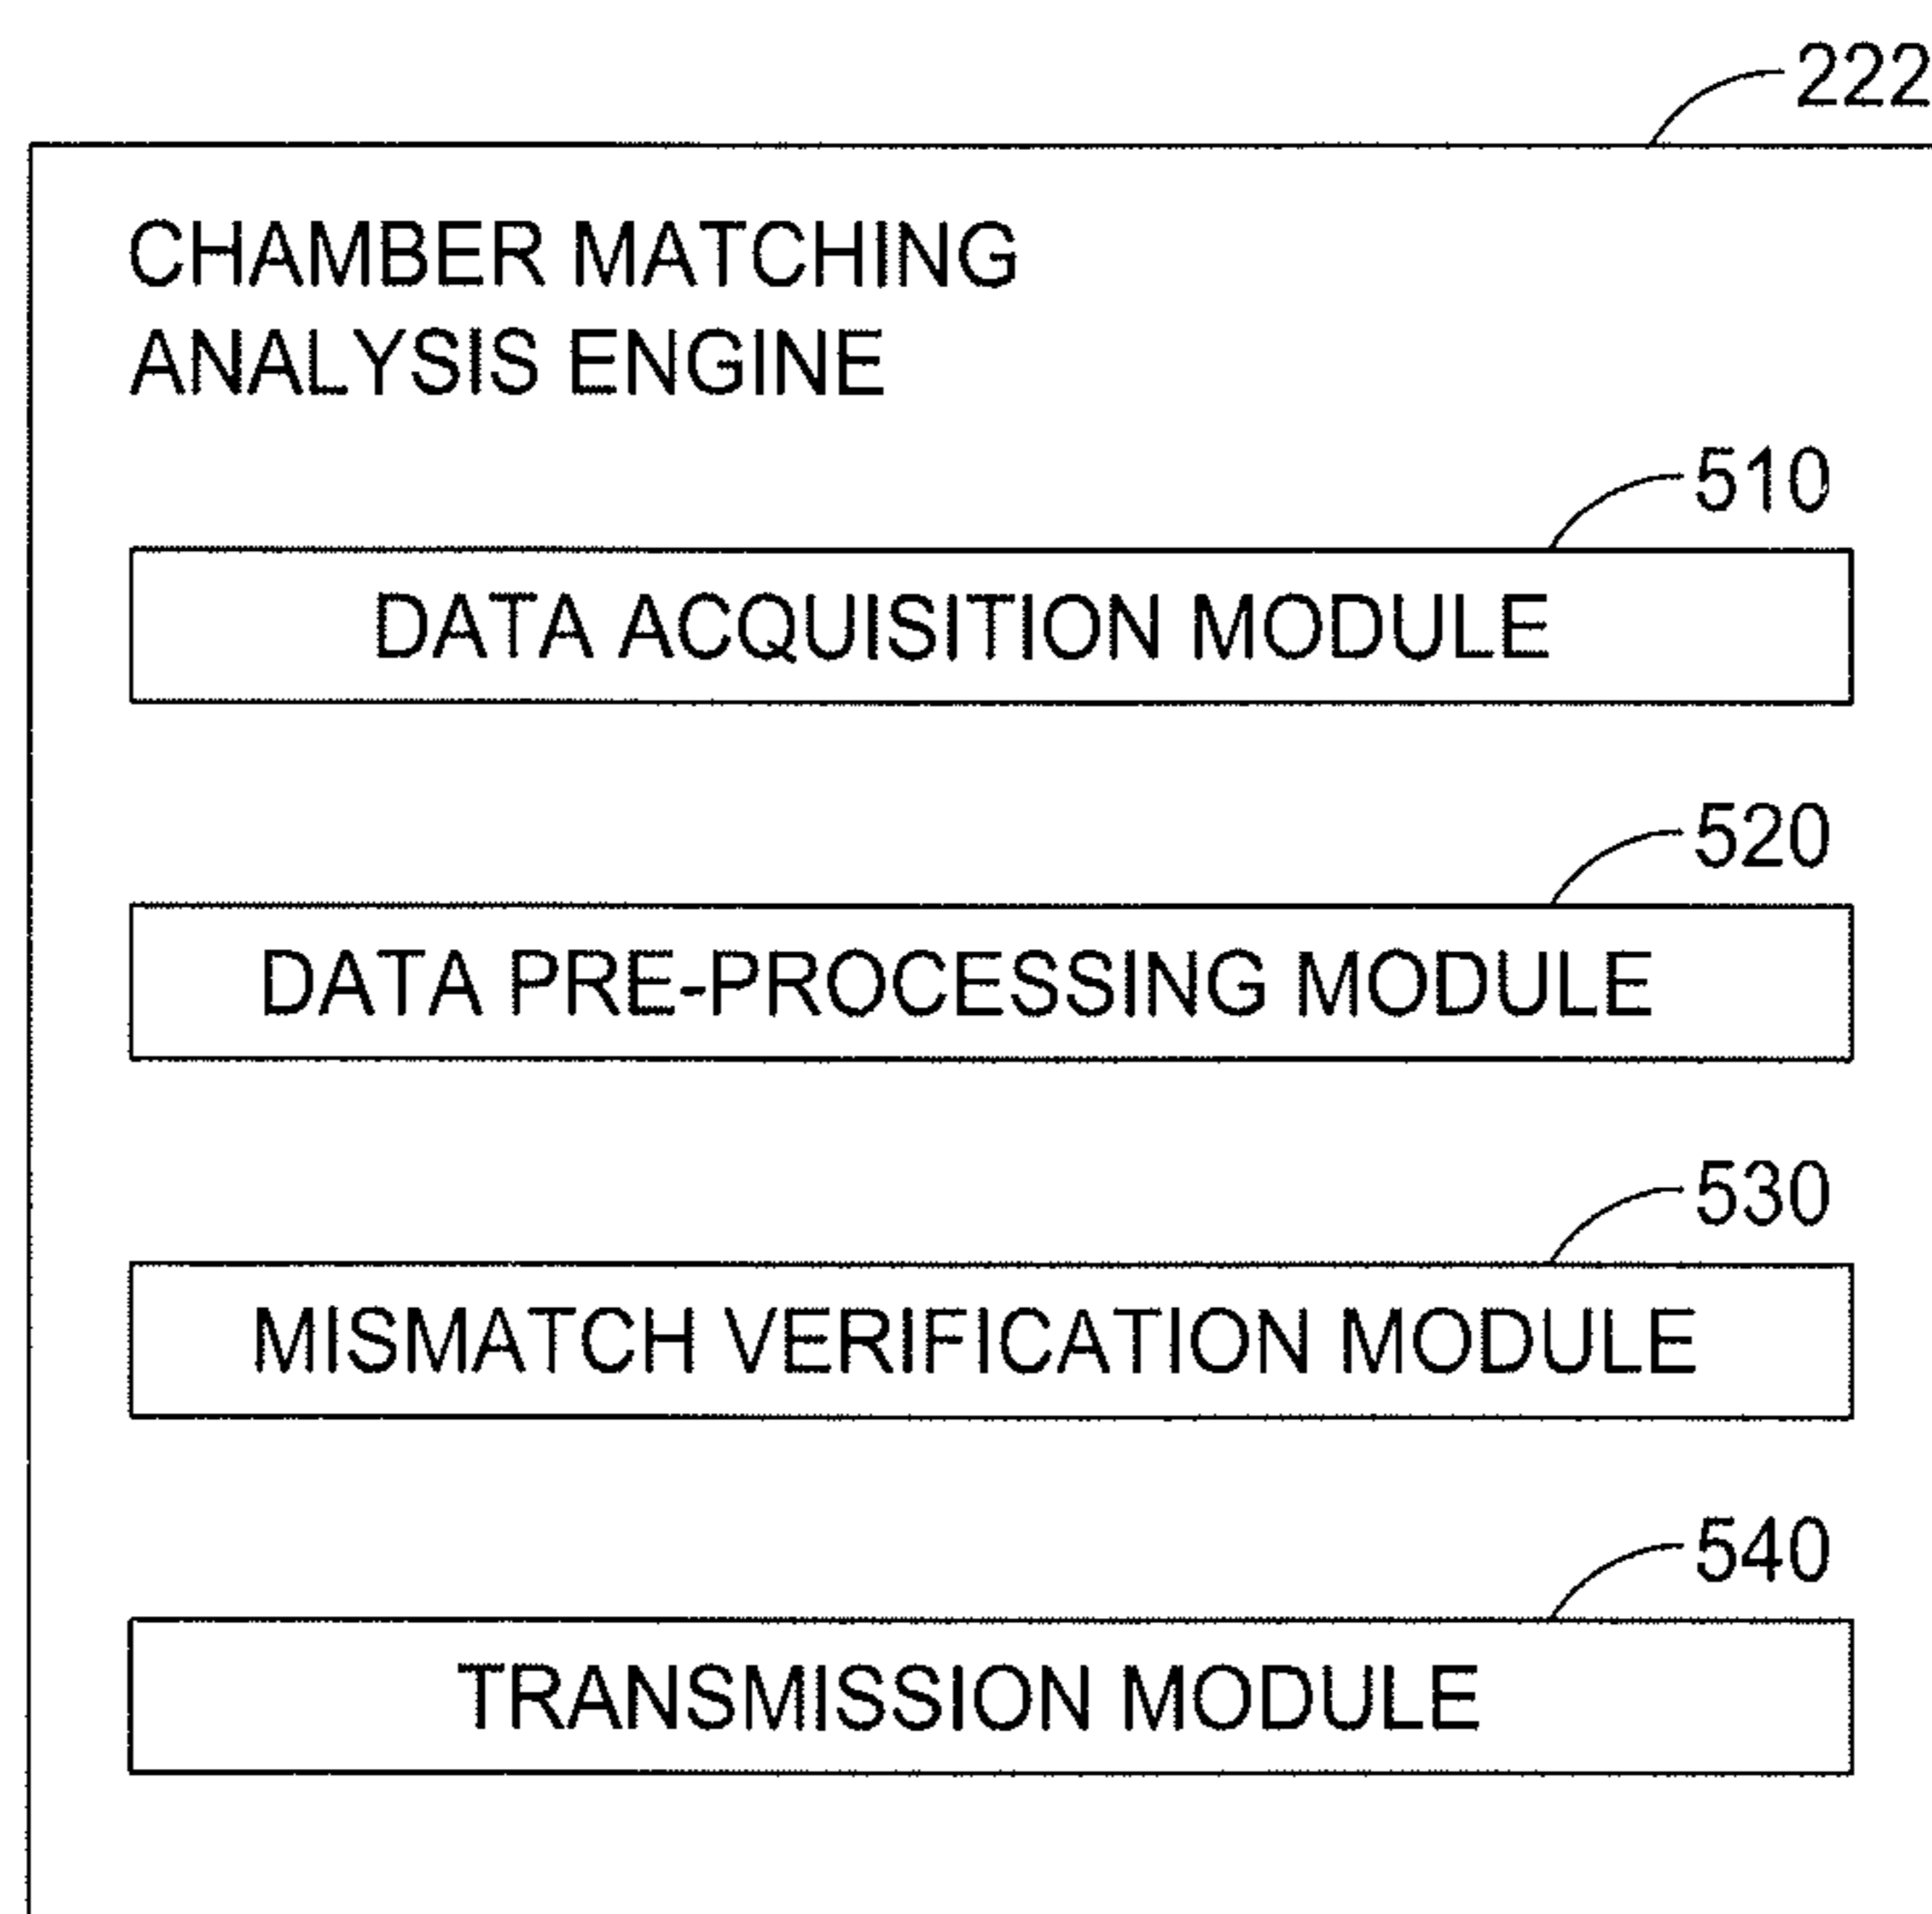 222
CHAMBER MATCHING
ANALYSIS ENGINE
510
DATA ACQUISITION MODULE
520
DATA PRE-PROCESSING MODULE
530
MISMATCH VERIFICATION MODULE
540
TRANSMISSION MODULE